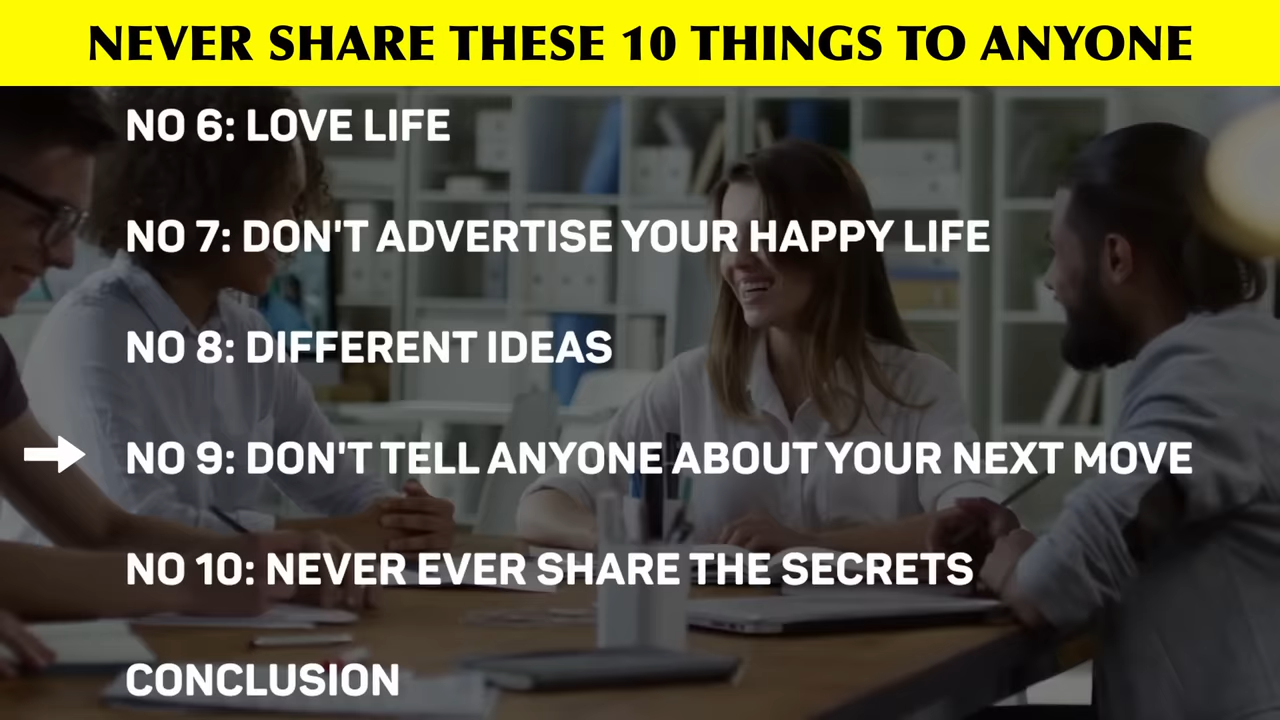 NEVER SHARE THESE 10 THINGS TO ANYONE
NO 6: LOVE LIFE
NO 7: DON'T ADVERTISE YOUR HAPPY LIFE
NO 8: DIFFERENT IDEAS
NO 9: DON'T TELL ANYONE ABOUT YOUR NEXT MOVE
NO 10: NEVER EVER SHARE THE SECRETS
CONCLUSION